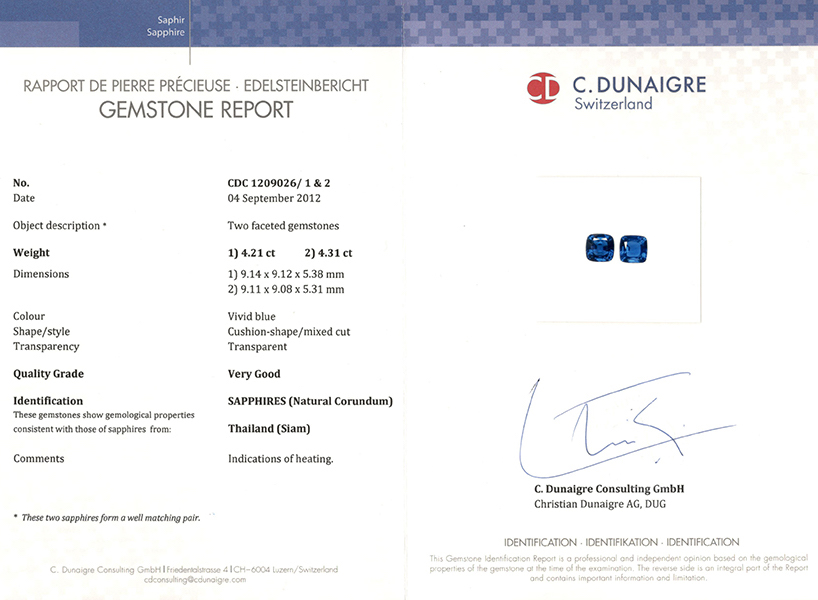 Saphir
Sapphire
RAPPORT DE PIERRE PRÉCIEUSE · EDELSTEINBERICHT
GEMSTONE REPORT
No. CDC 1209026/ 1 & 2
Date 04 September 2012
Object description * Two faceted gemstones
Weight 1) 4.21 ct 2) 4.31 ct
Dimensions 1) 9.14 x 9.12 x 5.38 mm
2) 9.11 x 9.08 x 5.31 mm
Colour Vivid blue
Shape/style Cushion-shape/mixed cut
Transparency Transparent
Quality Grade Very Good
Identification SAPPHIRES (Natural Corundum)
These gemstones show gemological properties
consistent with those of sapphires from: Thailand (Siam)
Comments Indications of heating.
* These two sapphires form a well matching pair.
C. Dunaigre Consulting GmbH | Friedentalstrasse 4 | CH–6004 Luzern/Switzerland
cdconsulting@cdunaigre.com
CD C. DUNAIGRE
Switzerland
C. Dunaigre Consulting GmbH
Christian Dunaigre AG, DUG
IDENTIFICATION · IDENTIFIKATION · IDENTIFICATION
This Gemstone Identification Report is a professional and independent opinion based on the gemological
properties of the gemstone at the time of the examination. The reverse side is an integral part of the Report
and contains important information and limitation.